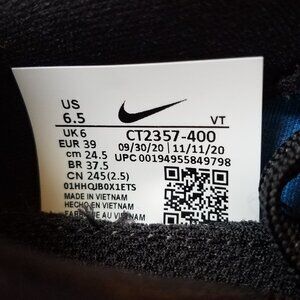 US
6.5
VT
UK 6
EUR 39
cm 24.5
BR 37.5
CN 245(2.5)
CT2357-400
09/30/20 | 11/11/20
UPC 00194955849798
01HHQJB0X1ETS
MADE IN VIETNAM
HECHO EN VIETNAM
FABRIQUÉ AU VIETNAM